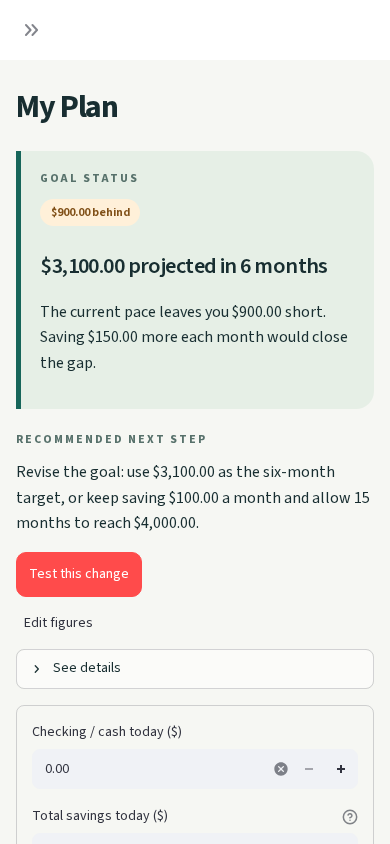 My Plan
GOAL STATUS
$900.00 behind
$3,100.00 projected in 6 months
The current pace leaves you $900.00 short.
Saving $150.00 more each month would close
the gap.
RECOMMENDED NEXT STEP
Revise the goal: use $3,100.00 as the six-month
target, or keep saving $100.00 a month and allow 15
months to reach $4,000.00.
Test this change
Edit figures
See details
Checking / cash today ($)
0.00
Total savings today ($)